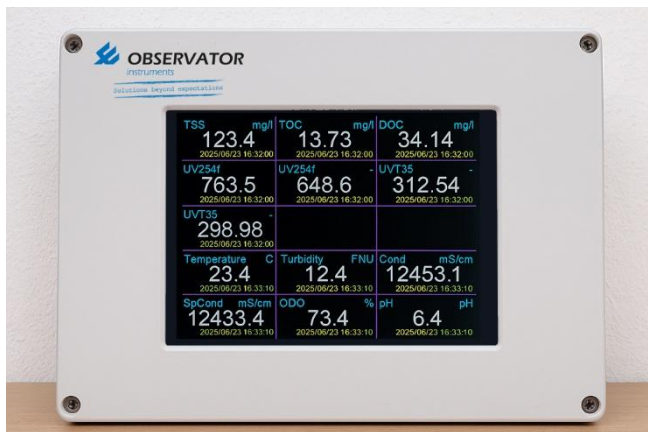 OBSERVATOR
instruments
Solutions beyond expectations
TSS mg/l TOC mg/l DOC mg/l
123.4 13.73 34.14
2025/06/23 16:32:00 2025/06/23 16:32:00 2025/06/23 16:32:00
UV254f - UV254f - UVT35 -
763.5 648.6 312.54
2025/06/23 16:32:00 2025/06/23 16:32:00 2025/06/23 16:32:00
UVT35 -
298.98
2025/06/23 16:32:00
Temperature C Turbidity FNU Cond mS/cm
23.4 12.4 12453.1
2025/06/23 16:33:10 2025/06/23 16:33:10 2025/06/23 16:33:10
SpCond mS/cm ODO % pH pH
12433.4 73.4 6.4
2025/06/23 16:33:10 2025/06/23 16:33:10 2025/06/23 16:33:10